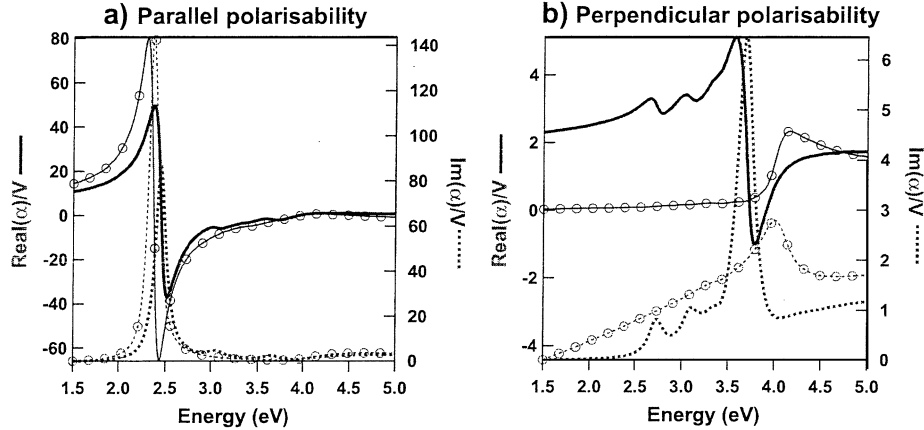 a) Parallel polarisability
80
60
40
20
0
-20
-40
-60
140
120
100
80
60
40
20
0
1.5 2.0 2.5 3.0 3.5 4.0 4.5 5.0
Energy (eV)
Real(α)/V
Im(α)/V
b) Perpendicular polarisability
4
2
0
-2
-4
6
5
4
3
2
1
0
1.5 2.0 2.5 3.0 3.5 4.0 4.5 5.0
Energy (eV)
Real(α)/V
Im(α)/V